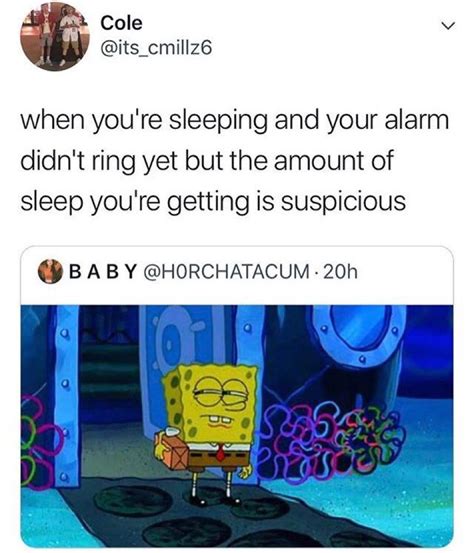 Cole
@its_cmillz6
when you're sleeping and your alarm
didn't ring yet but the amount of
sleep you're getting is suspicious
B A B Y @H0RCHATACUM · 20h